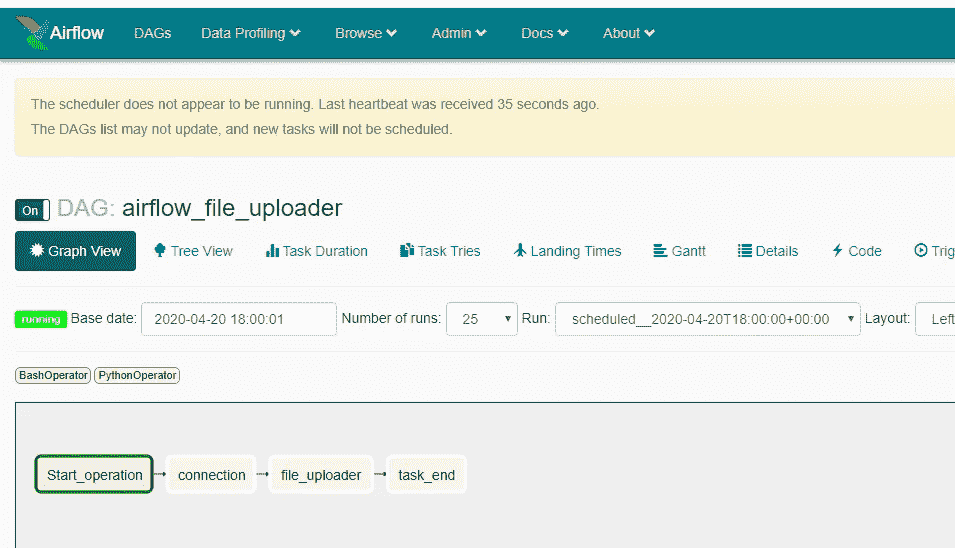 Airflow DAGs Data Profiling Browse Admin Docs About
The scheduler does not appear to be running. Last heartbeat was received 35 seconds ago.
The DAGs list may not update, and new tasks will not be scheduled.
On DAG: airflow_file_uploader
Graph View Tree View Task Duration Task Tries Landing Times Gantt Details Code Trig
running Base date: 2020-04-20 18:00:01 Number of runs: 25 Run: scheduled__2020-04-20T18:00:00+00:00 Layout: Left
BashOperator PythonOperator
Start_operation connection file_uploader task_end